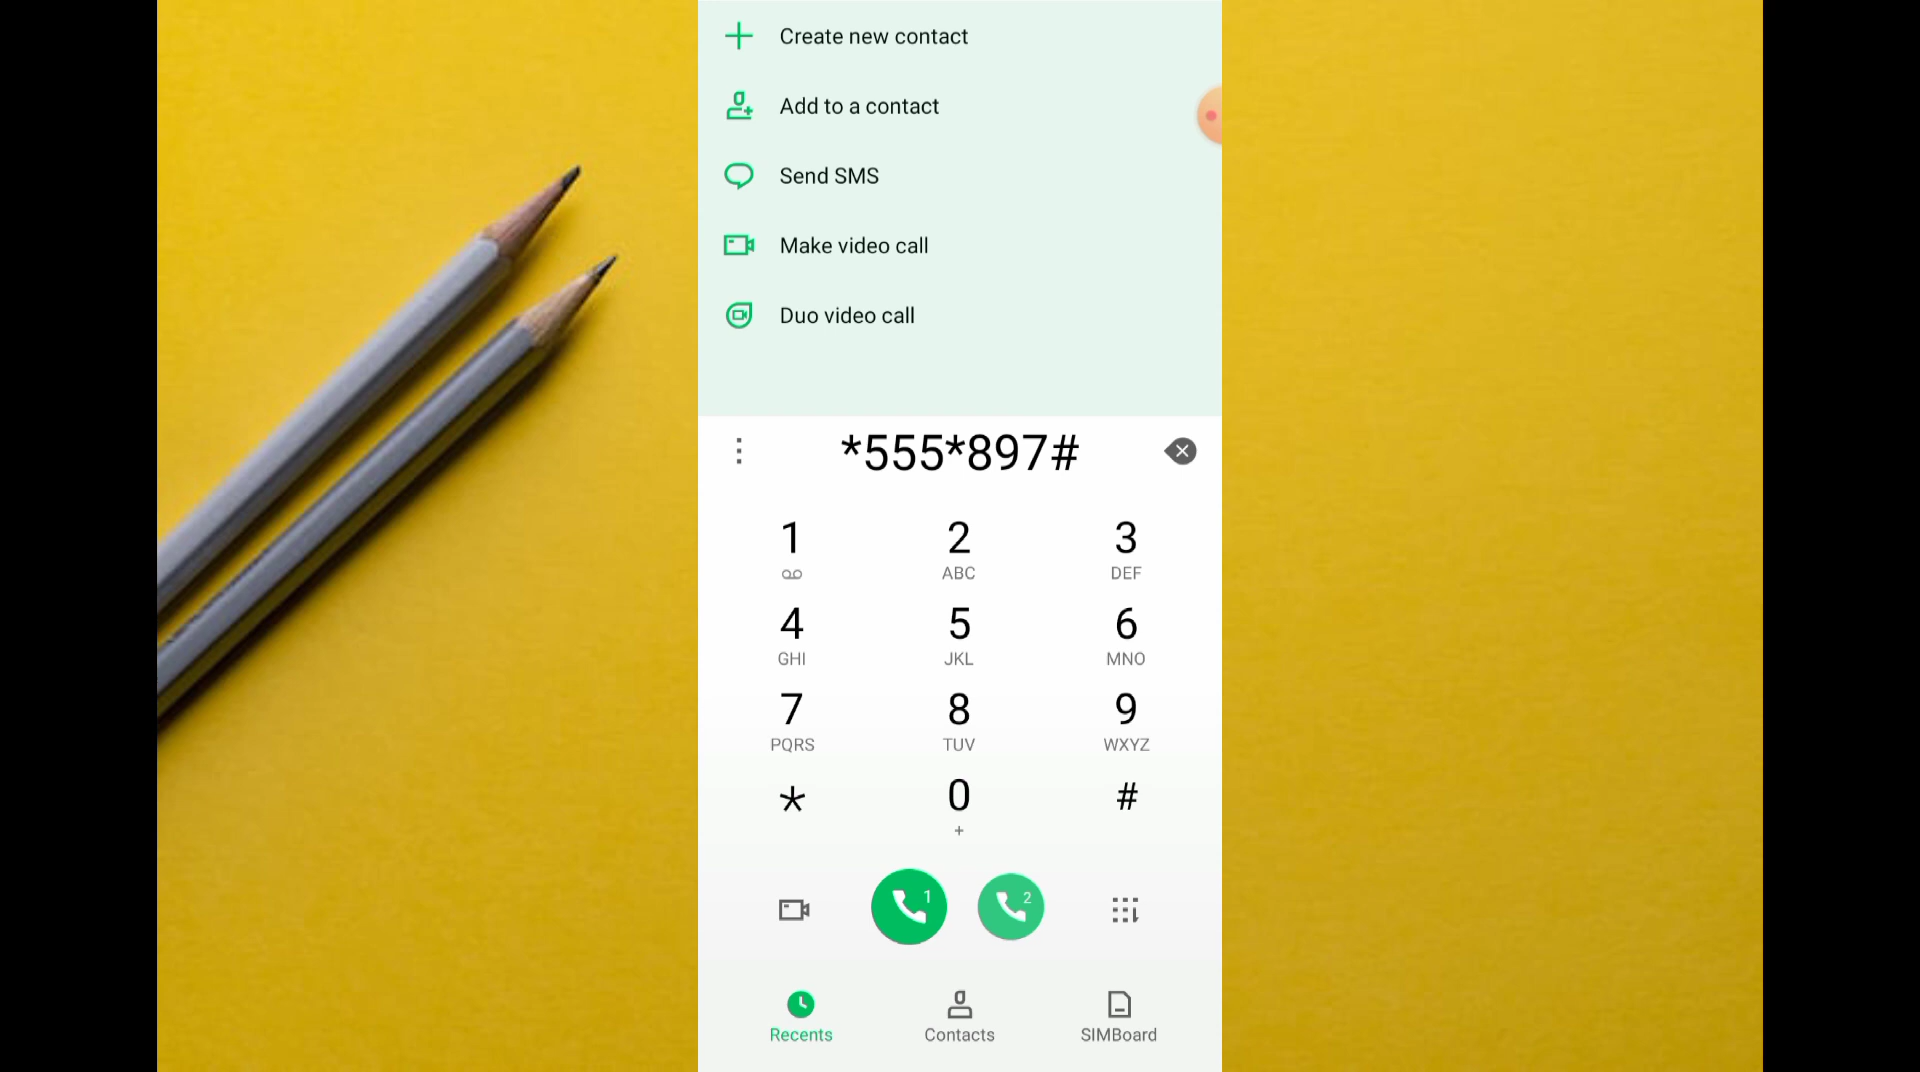 Create new contact
Add to a contact
Send SMS
Make video call
Duo video call
*555*897#
1 2 3
ABC DEF
4 5 6
GHI JKL MNO
7 8 9
PQRS TUV WXYZ
* 0 #
+
1 2
Recents Contacts SIMBoard